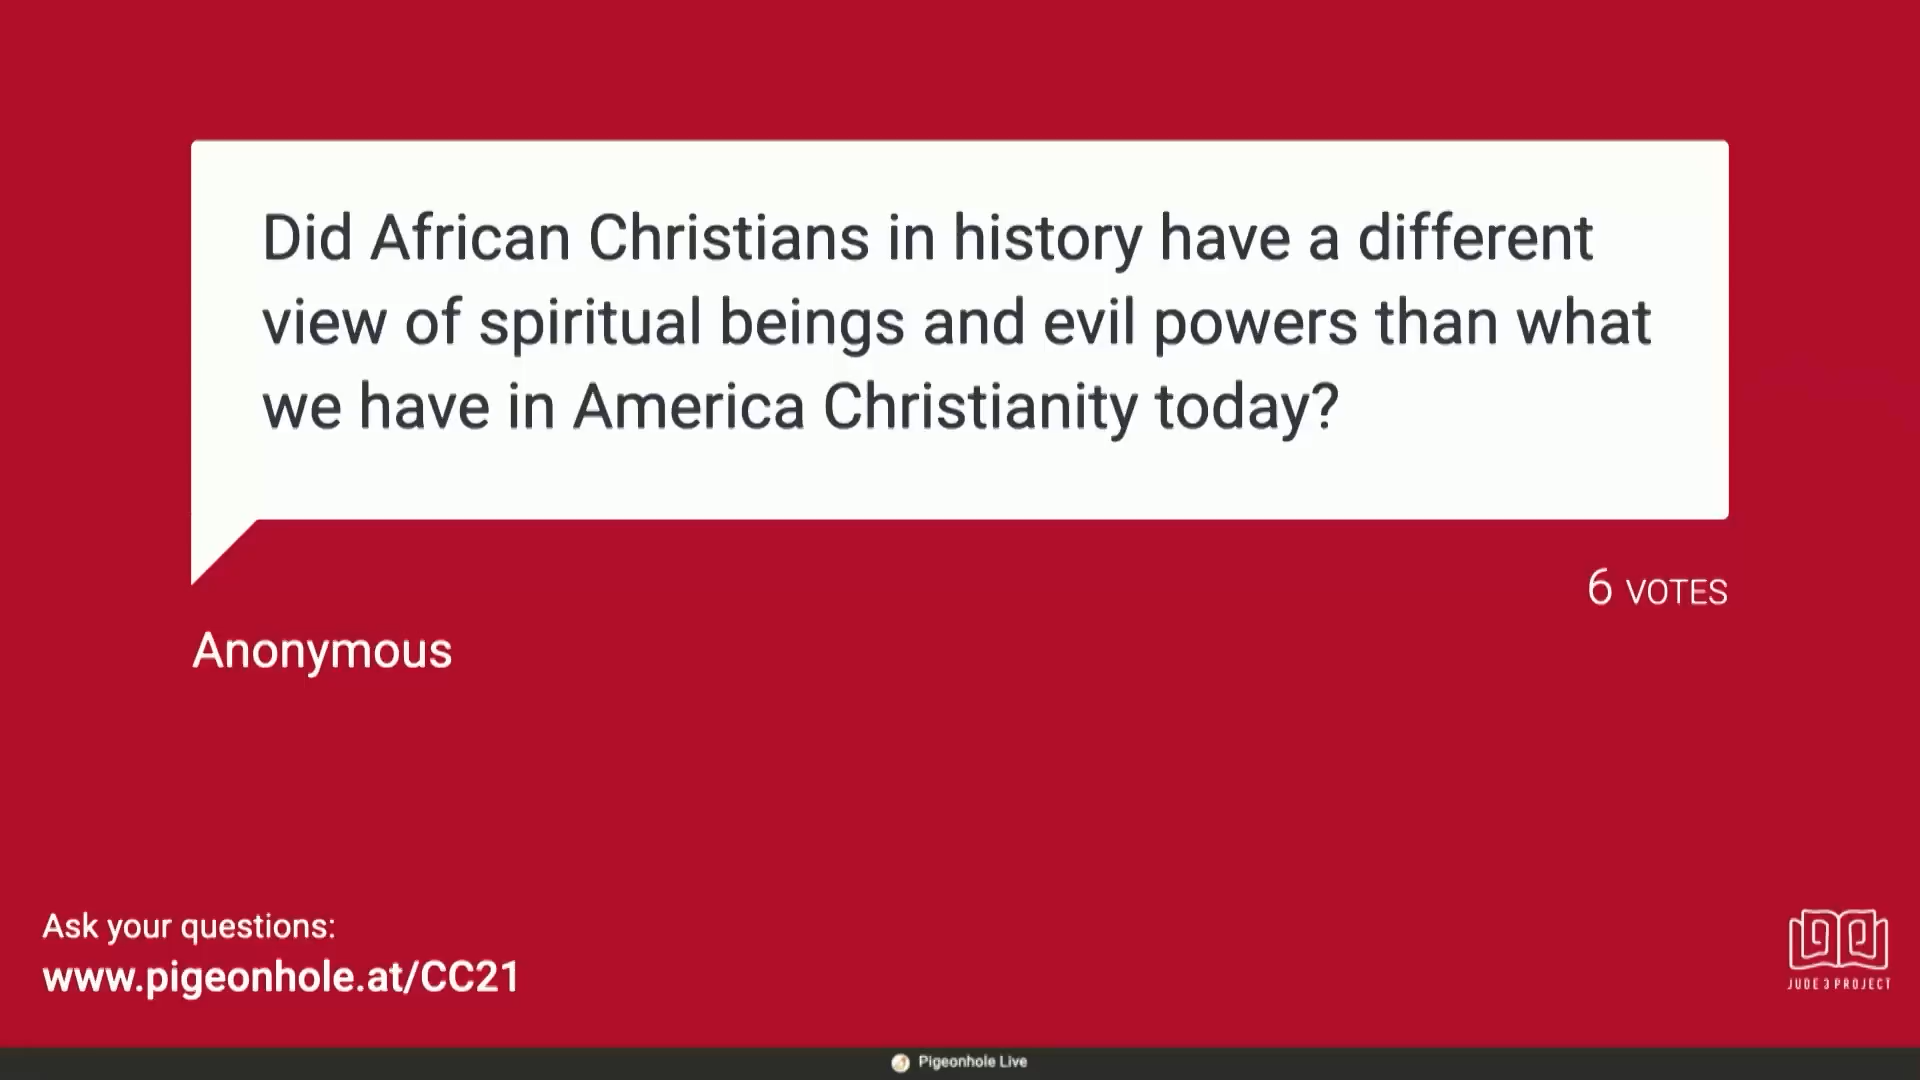 Did African Christians in history have a different
view of spiritual beings and evil powers than what
we have in America Christianity today?
6 VOTES
Anonymous
Ask your questions:
www.pigeonhole.at/CC21
JUDE 3 PROJECT
Pigeonhole Live